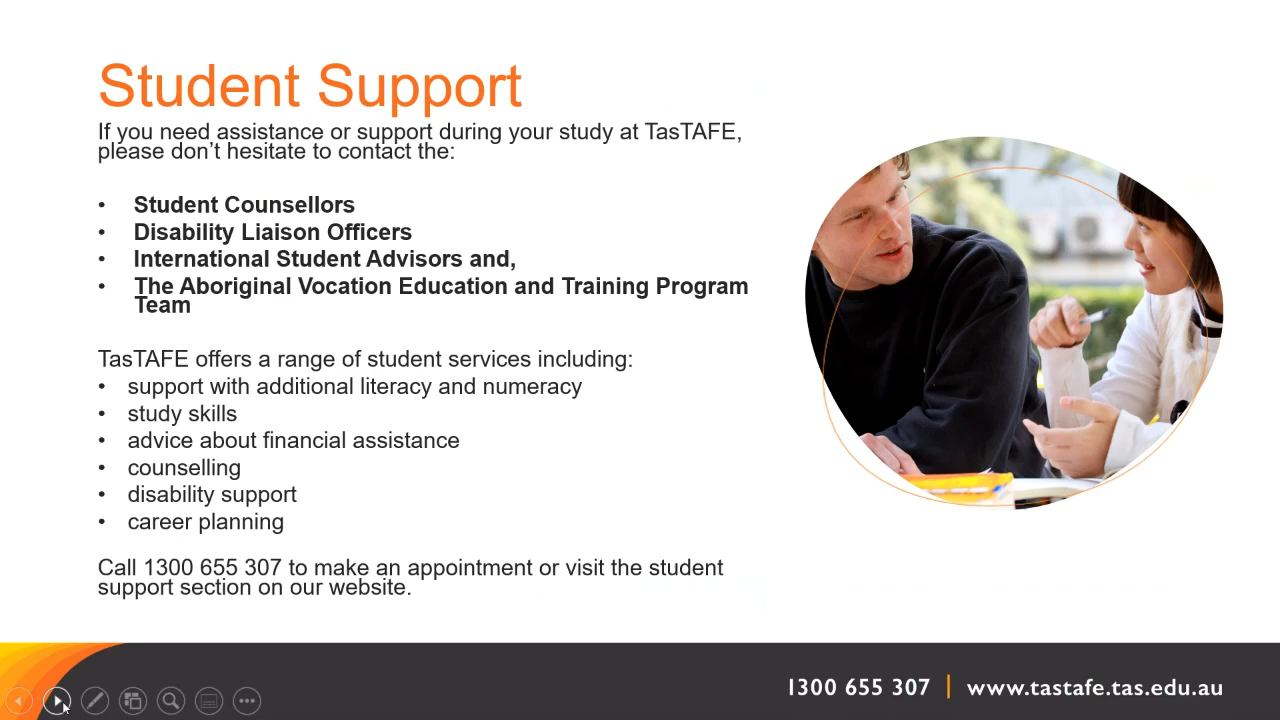 Student Support
If you need assistance or support during your study at TasTAFE,
please don't hesitate to contact the:
• Student Counsellors
• Disability Liaison Officers
• International Student Advisors and,
• The Aboriginal Vocation Education and Training Program
Team
TasTAFE offers a range of student services including:
• support with additional literacy and numeracy
• study skills
• advice about financial assistance
• counselling
• disability support
• career planning
Call 1300 655 307 to make an appointment or visit the student
support section on our website.
1300 655 307 | www.tastafe.tas.edu.au